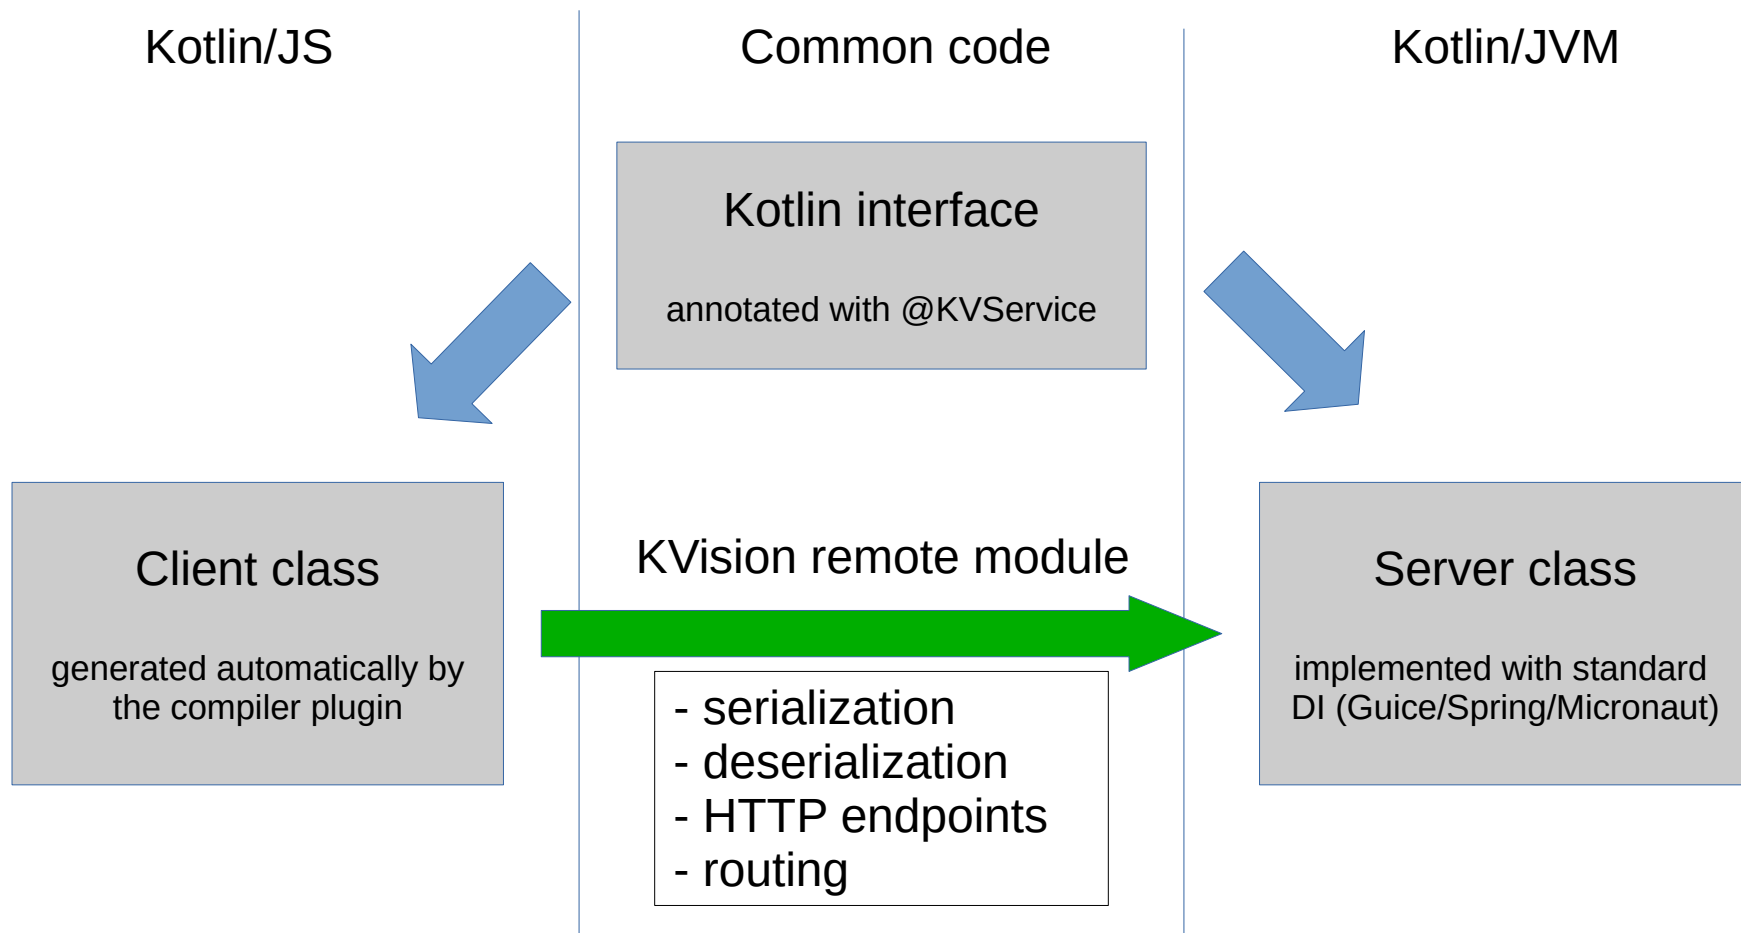 Kotlin/JS
Common code
Kotlin/JVM
Kotlin interface
annotated with @KVService
Client class
generated automatically by
the compiler plugin
KVision remote module
- serialization
- deserialization
- HTTP endpoints
- routing
Server class
implemented with standard
DI (Guice/Spring/Micronaut)